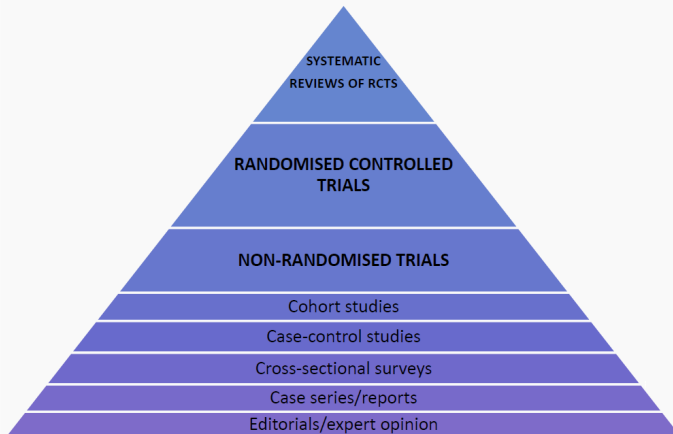 SYSTEMATIC
REVIEWS OF RCTS
RANDOMISED CONTROLLED
TRIALS
NON-RANDOMISED TRIALS
Cohort studies
Case-control studies
Cross-sectional surveys
Case series/reports
Editorials/expert opinion